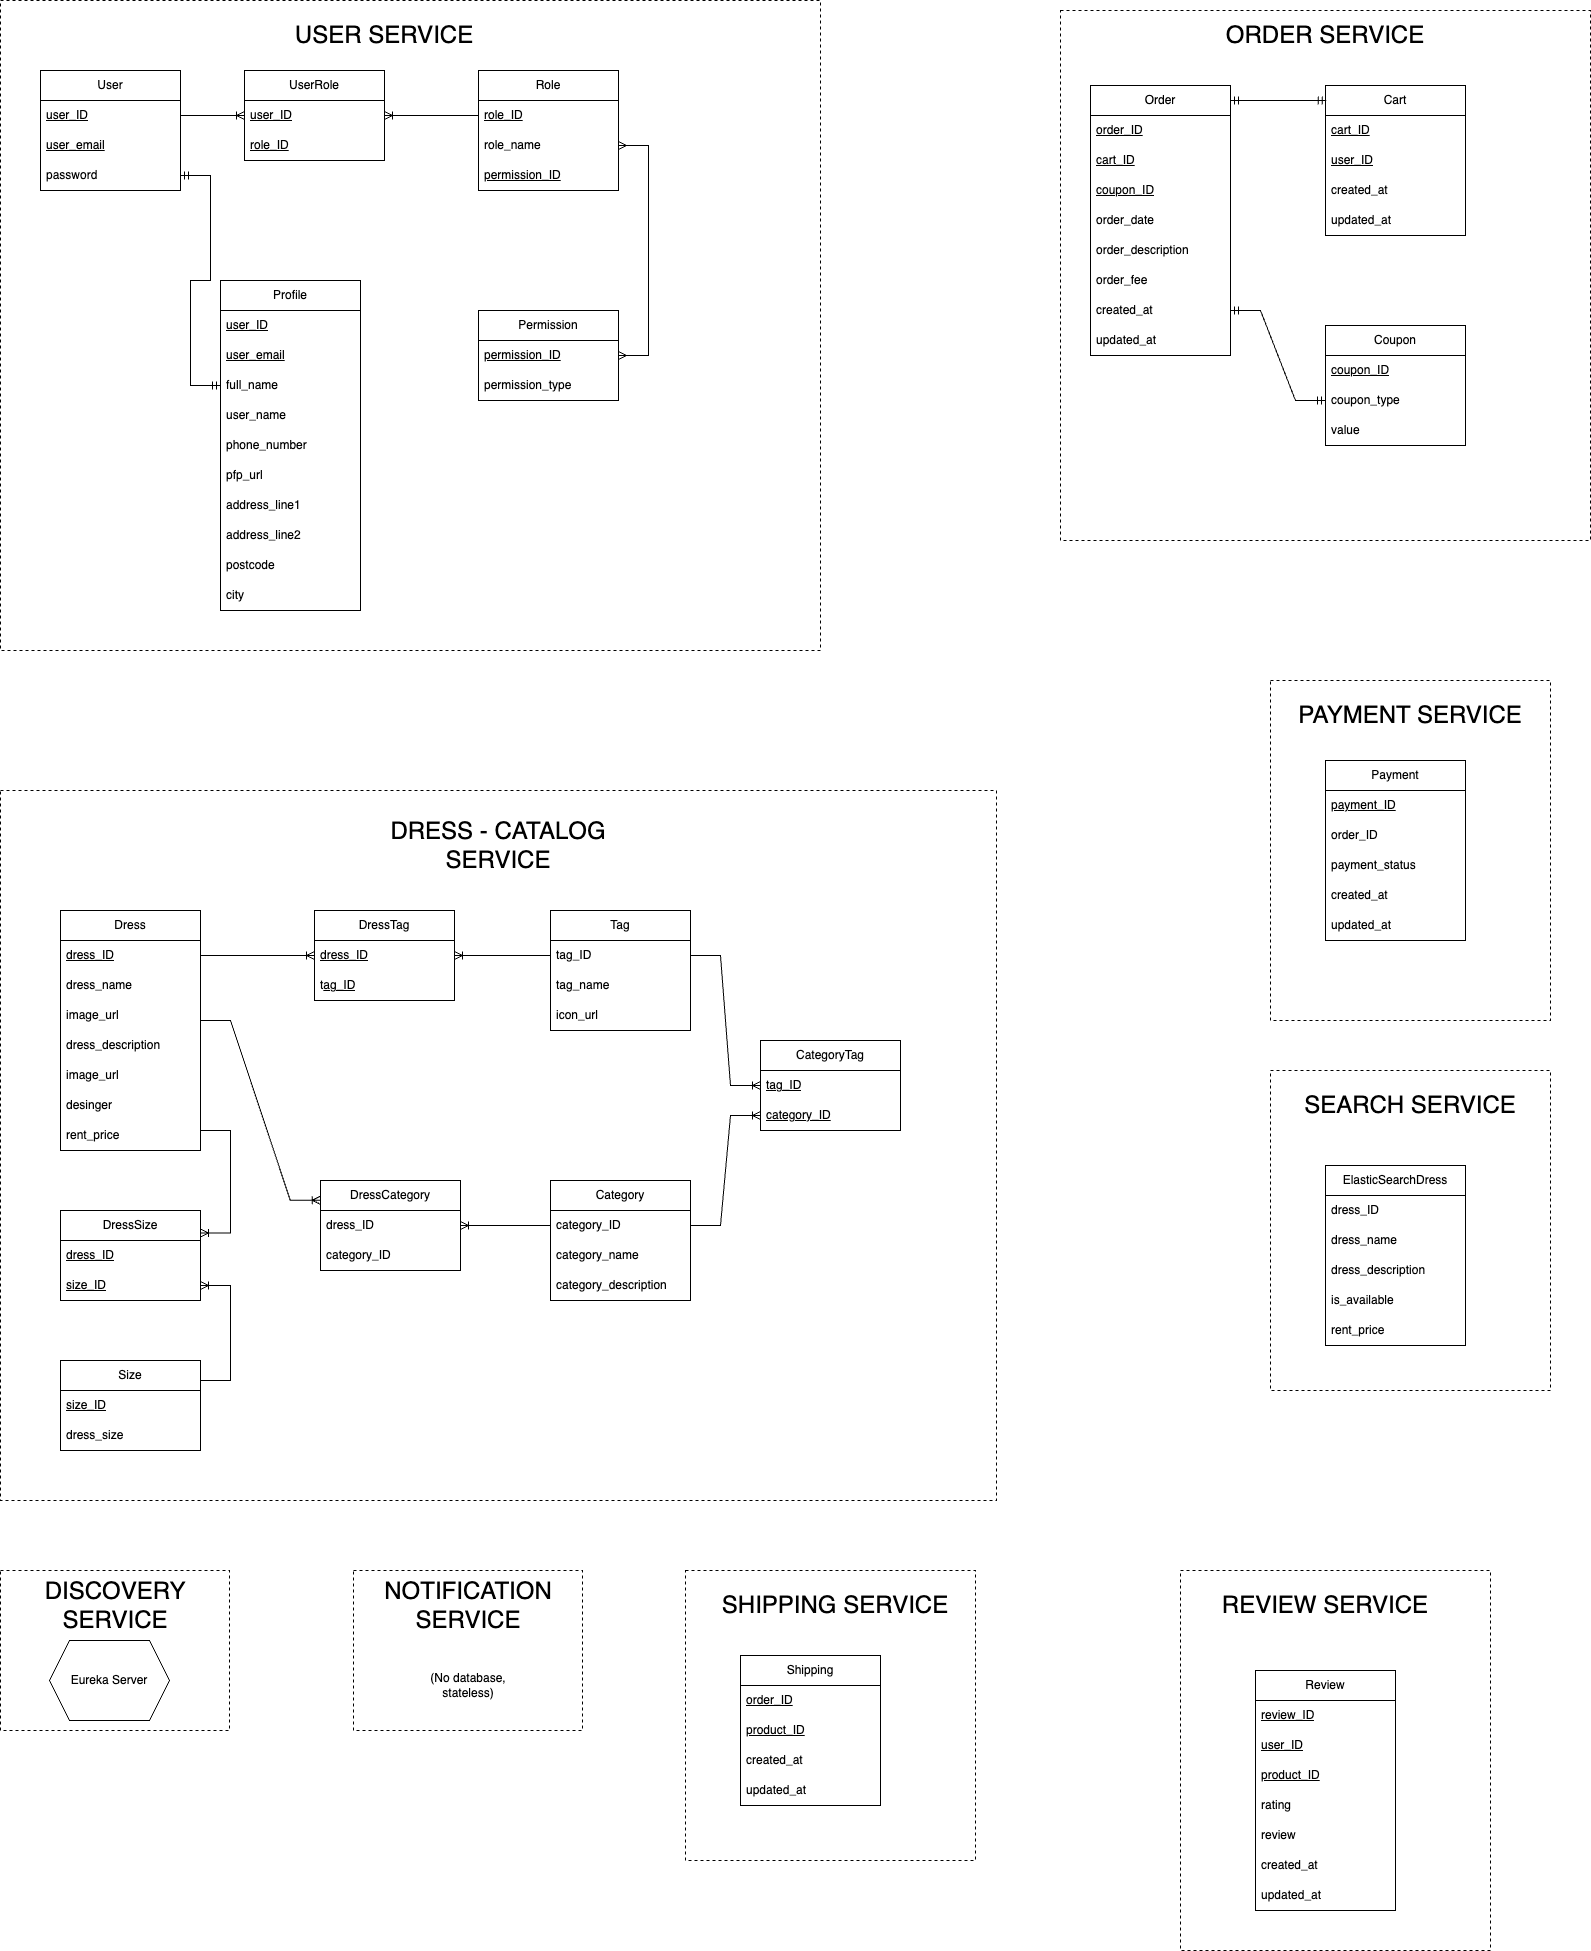 USER SERVICE
User
user_ID
user_email
password
UserRole
user_ID
role_ID
Role
role_ID
role_name
permission_ID
Profile
user_ID
user_email
full_name
user_name
phone_number
pfp_url
address_line1
address_line2
postcode
city
Permission
permission_ID
permission_type
ORDER SERVICE
Order
order_ID
cart_ID
coupon_ID
order_date
order_description
order_fee
created_at
updated_at
Cart
cart_ID
user_ID
created_at
updated_at
Coupon
coupon_ID
coupon_type
value
PAYMENT SERVICE
Payment
payment_ID
order_ID
payment_status
created_at
updated_at
DRESS - CATALOG
SERVICE
Dress
dress_ID
dress_name
image_url
dress_description
image_url
desinger
rent_price
DressTag
dress_ID
tag_ID
Tag
tag_ID
tag_name
icon_url
CategoryTag
tag_ID
category_ID
DressSize
dress_ID
size_ID
DressCategory
dress_ID
category_ID
Category
category_ID
category_name
category_description
Size
size_ID
dress_size
SEARCH SERVICE
ElasticSearchDress
dress_ID
dress_name
dress_description
is_available
rent_price
DISCOVERY
SERVICE
Eureka Server
NOTIFICATION
SERVICE
(No database,
stateless)
SHIPPING SERVICE
Shipping
order_ID
product_ID
created_at
updated_at
REVIEW SERVICE
Review
review_ID
user_ID
product_ID
rating
review
created_at
updated_at